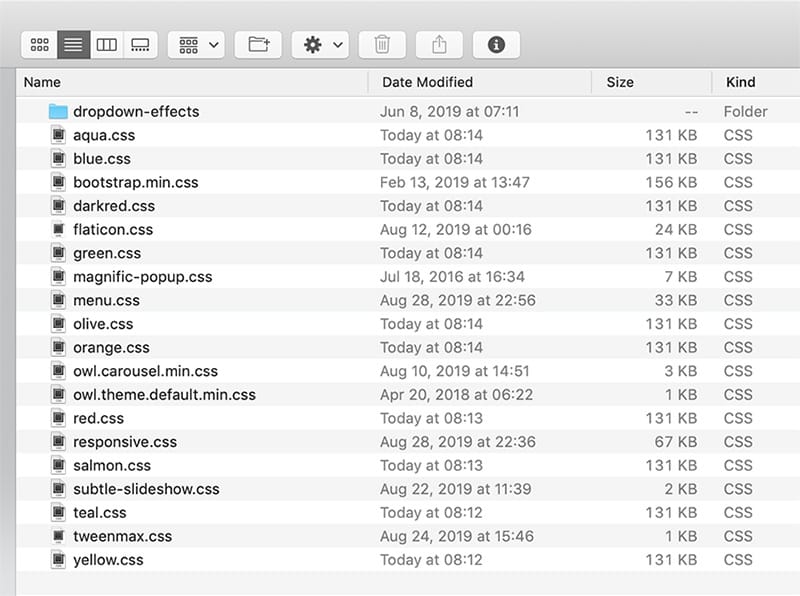 Name Date Modified Size Kind
dropdown-effects Jun 8, 2019 at 07:11 -- Folder
aqua.css Today at 08:14 131 KB CSS
blue.css Today at 08:14 131 KB CSS
bootstrap.min.css Feb 13, 2019 at 13:47 156 KB CSS
darkred.css Today at 08:14 131 KB CSS
flaticon.css Aug 12, 2019 at 00:16 24 KB CSS
green.css Today at 08:14 131 KB CSS
magnific-popup.css Jul 18, 2016 at 16:34 7 KB CSS
menu.css Aug 28, 2019 at 22:56 33 KB CSS
olive.css Today at 08:14 131 KB CSS
orange.css Today at 08:14 131 KB CSS
owl.carousel.min.css Aug 10, 2019 at 14:51 3 KB CSS
owl.theme.default.min.css Apr 20, 2018 at 06:22 1 KB CSS
red.css Today at 08:13 131 KB CSS
responsive.css Aug 28, 2019 at 22:36 67 KB CSS
salmon.css Today at 08:13 131 KB CSS
subtle-slideshow.css Aug 22, 2019 at 11:39 2 KB CSS
teal.css Today at 08:12 131 KB CSS
tweenmax.css Aug 24, 2019 at 15:46 1 KB CSS
yellow.css Today at 08:12 131 KB CSS